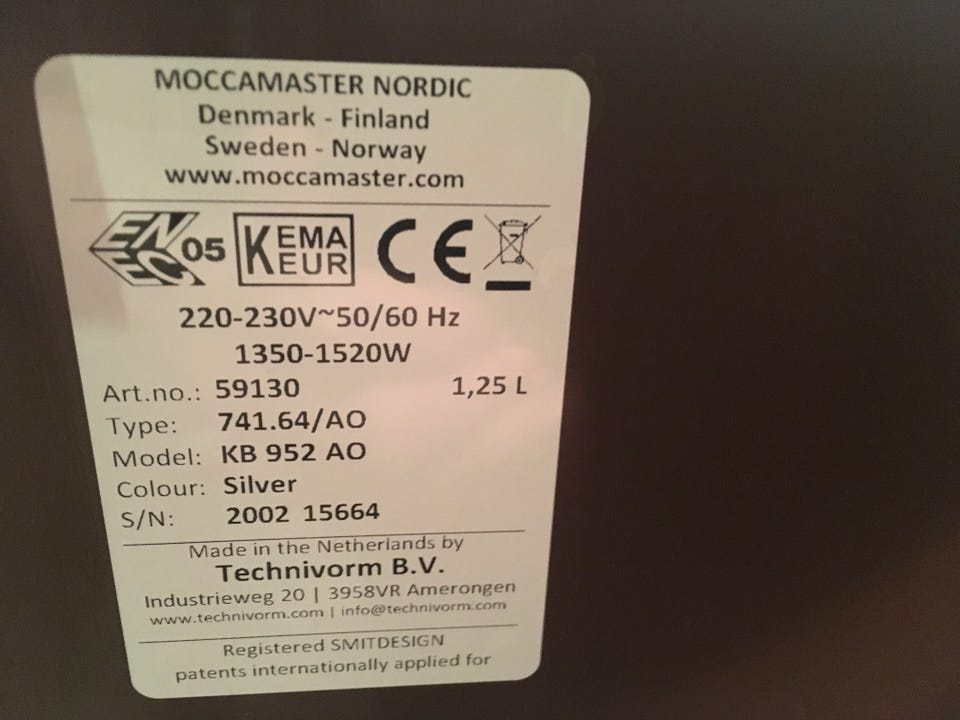 MOCCAMASTER NORDIC
Denmark - Finland
Sweden - Norway
www.moccamaster.com
ENEC 05 KEMA EUR CE
220-230V~50/60 Hz
1350-1520W
Art.no.: 59130 1,25 L
Type: 741.64/AO
Model: KB 952 AO
Colour: Silver
S/N: 2002 15664
Made in the Netherlands by
Technivorm B.V.
Industrieweg 20 | 3958VR Amerongen
www.technivorm.com | info@technivorm.com
Registered SMITDESIGN
patents internationally applied for